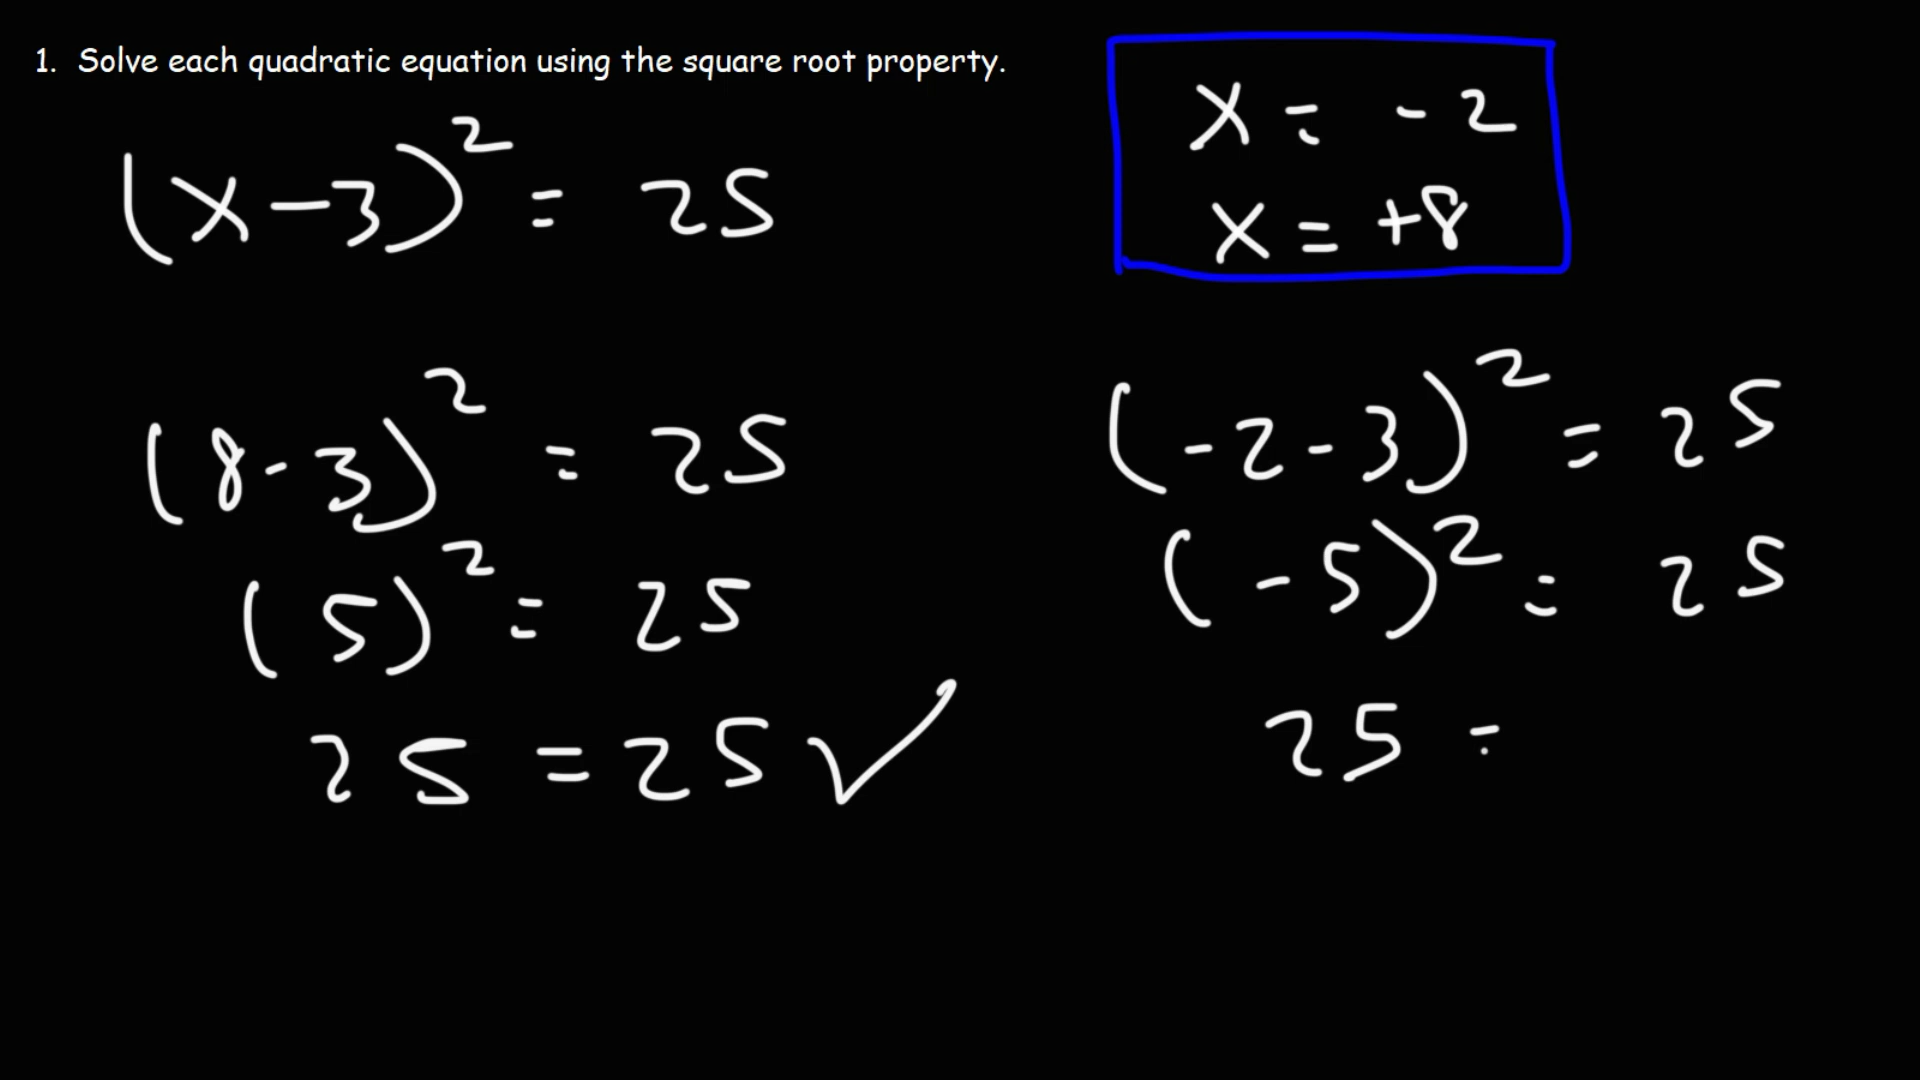 1. Solve each quadratic equation using the square root property.
(x-3)² = 25
x = -2
x = +8
(8-3)² = 25
(5)² = 25
25 = 25 ✓
(-2-3)² = 25
(-5)² = 25
25 =